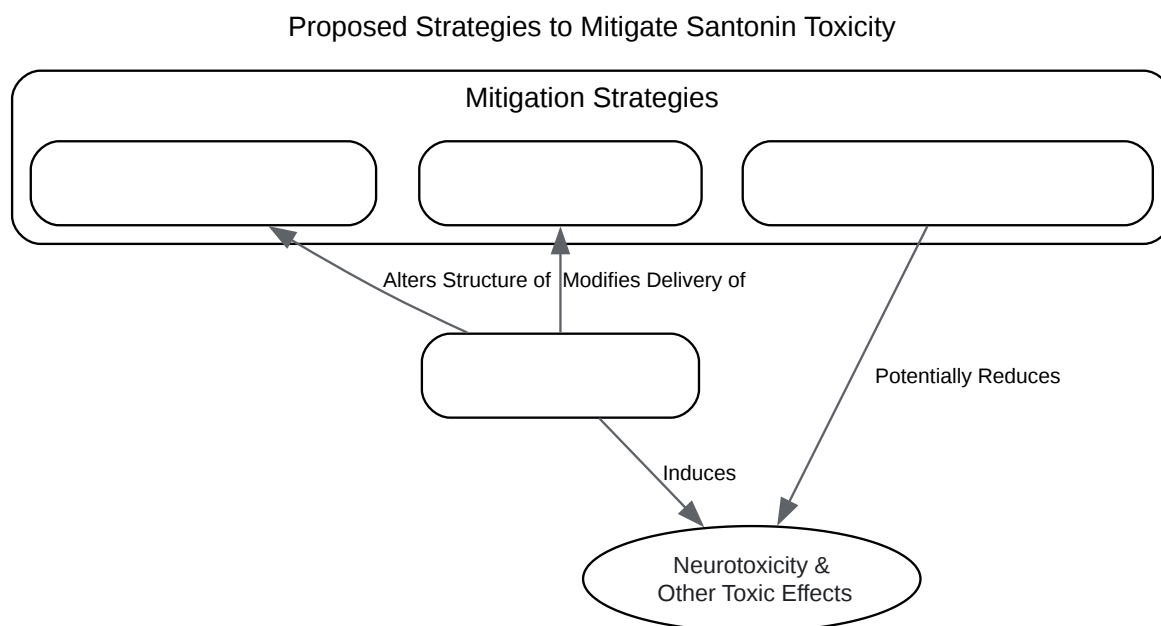 Proposed Strategies to Mitigate Santonin Toxicity
Mitigation Strategies
Alters Structure of
Modifies Delivery of
Potentially Reduces
Induces
Neurotoxicity &
Other Toxic Effects